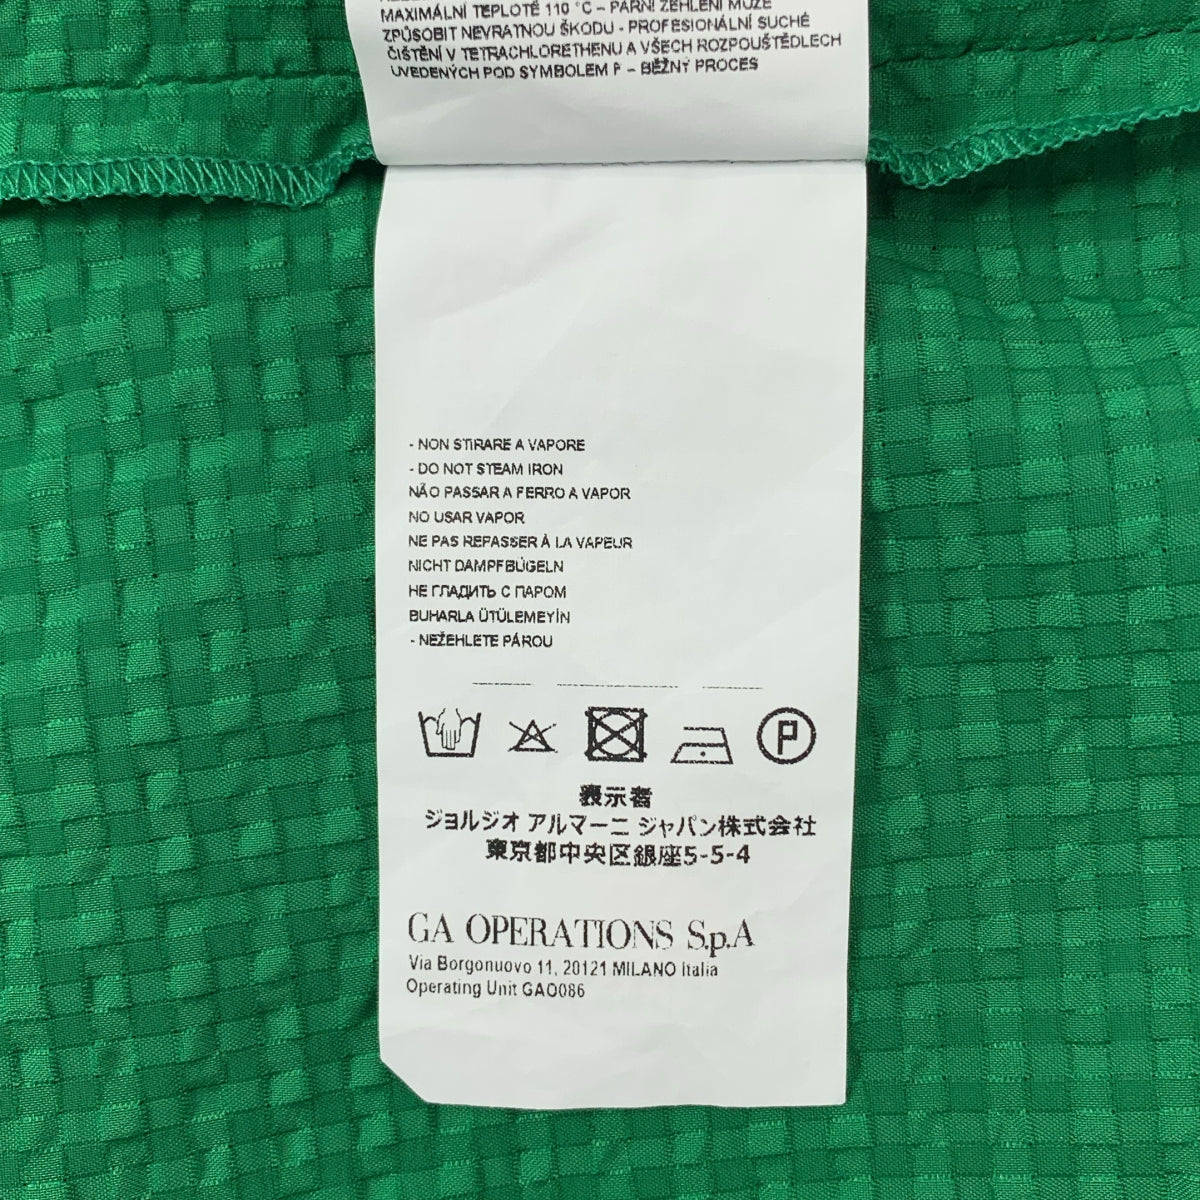 MAXIMÁLNÍ TEPLOTĚ 110 °C – PARNÍ ŽEHLENÍ MŮŽE
ZPŮSOBIT NEVRATNOU ŠKODU - PROFESIONÁLNÍ SUCHÉ
ČIŠTĚNÍ V TETRACHLORETHENU A VŠECH ROZPOUŠTĚDLECH
UVEDENÝCH POD SYMBOLEM P – BĚŽNÝ PROCES
- NON STIRARE A VAPORE
- DO NOT STEAM IRON
NÃO PASSAR A FERRO A VAPOR
NO USAR VAPOR
NE PAS REPASSER À LA VAPEUR
NICHT DAMPFBÜGELN
НЕ ГЛАДИТЬ С ПАРОМ
BUHARLA ÜTÜLEMEYİN
- NEŽEHLETE PÁROU
P
表示者
ジョルジオ アルマーニ ジャパン株式会社
東京都中央区銀座5-5-4
GA OPERATIONS S.p.A
Via Borgonuovo 11, 20121 MILANO Italia
Operating Unit GAO086